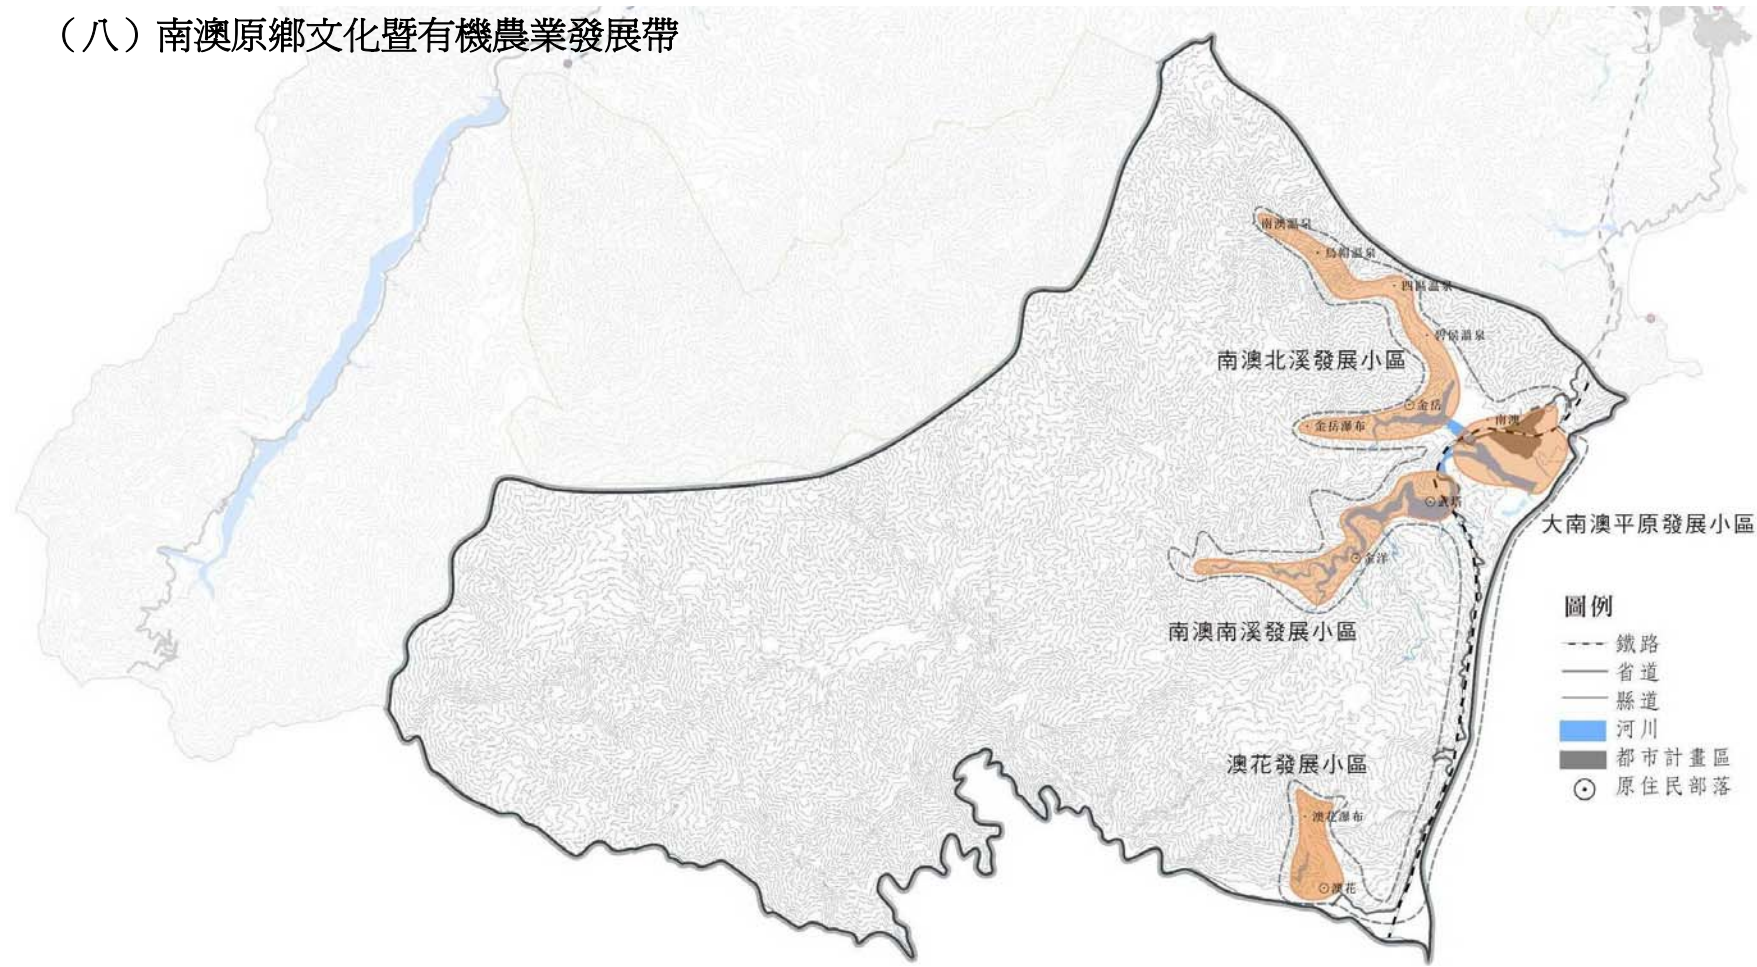 （八）南澳原鄉文化暨有機農業發展帶
南澳溫泉
烏帽溫泉
四區溫泉
碧侯溫泉
南澳北溪發展小區
金岳
金岳瀑布
南澳
武塔
大南澳平原發展小區
金洋
南澳南溪發展小區
圖例
鐵路
省道
縣道
河川
都市計畫區
原住民部落
澳花發展小區
澳花瀑布
澳花